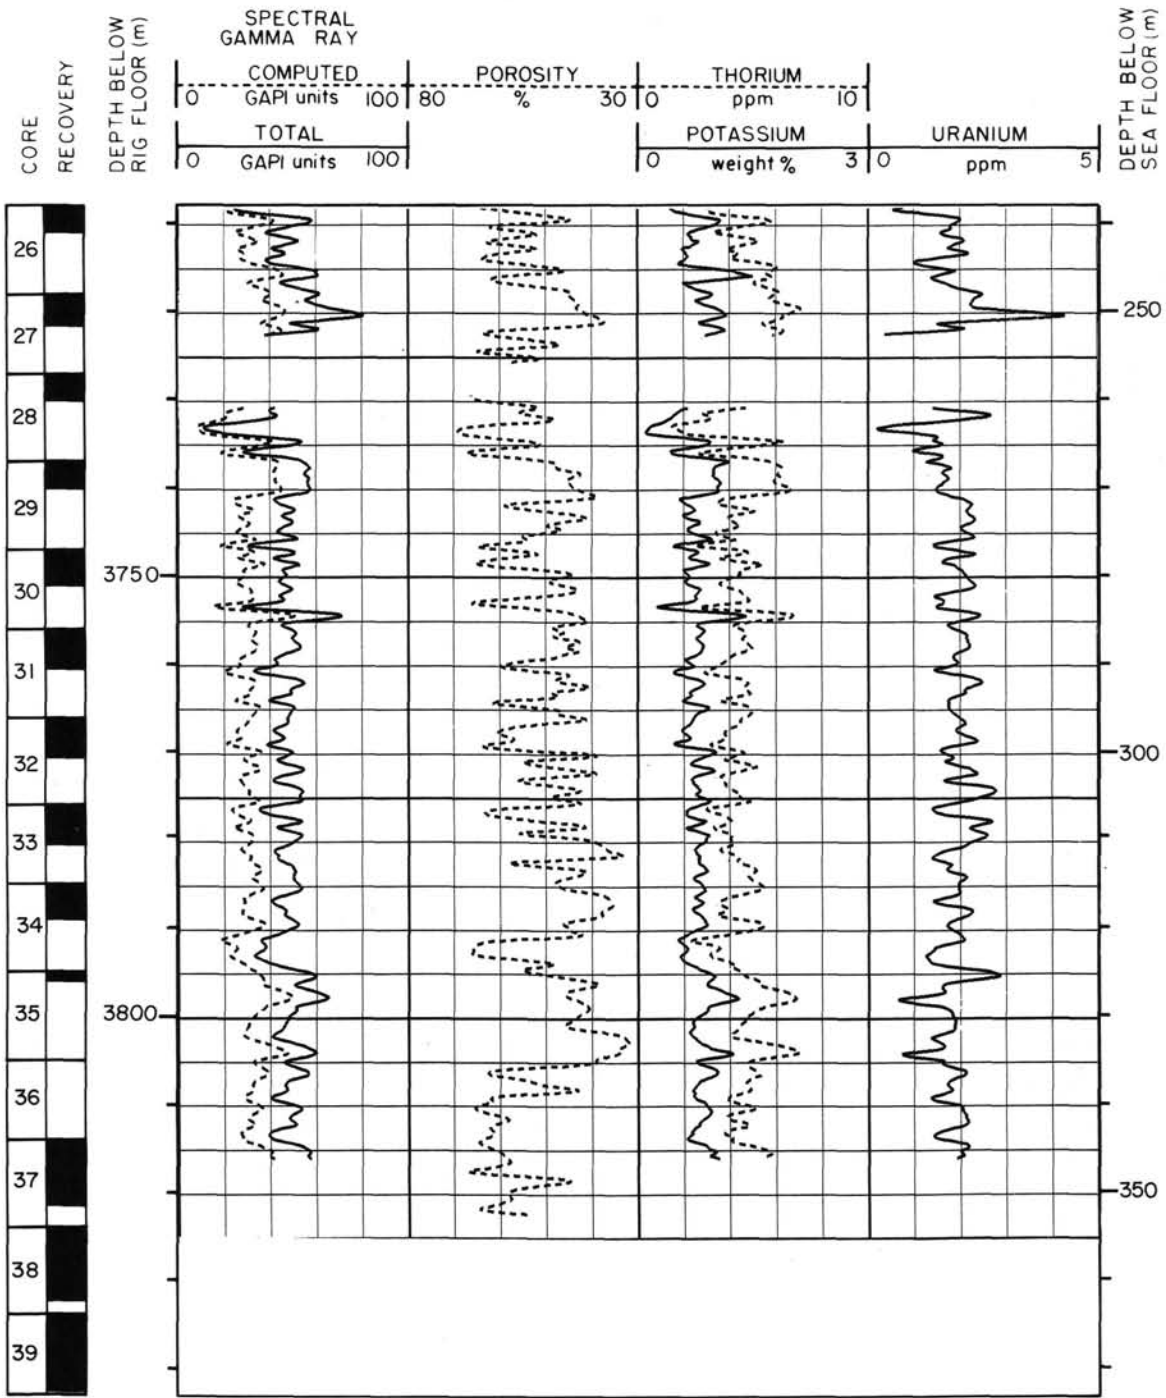 CORE
RECOVERY
DEPTH BELOW
RIG FLOOR (m)
SPECTRAL
GAMMA RAY
COMPUTED
0 GAPI units 100
TOTAL
0 GAPI units 100
POROSITY
80 % 30
THORIUM
0 ppm 10
POTASSIUM
0 weight % 3
URANIUM
0 ppm 5
DEPTH BELOW
SEA FLOOR (m)
26
27
28
29
30
31
32
33
34
35
36
37
38
39
3750
3800
250
300
350